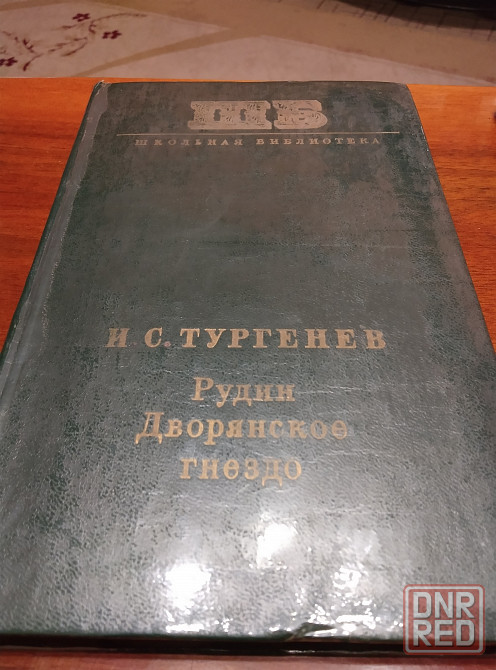 ШБ
ШКОЛЬНАЯ БИБЛИОТЕКА
И С. ТУРГЕНЕВ
Рудин
Дворянское
гнездо
DNR
RED